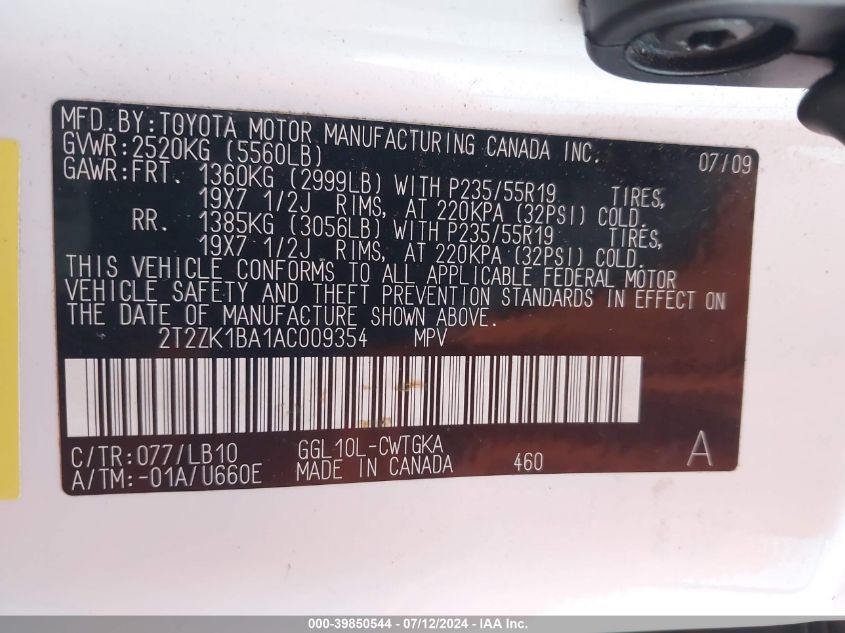 MFD. BY: TOYOTA MOTOR MANUFACTURING CANADA INC. 07/09
GVWR: 2520KG (5560LB)
GAWR: FRT. 1360KG (2999LB) WITH P235/55R19 TIRES,
19X7 1/2J RIMS, AT 220KPA (32PSI) COLD.
RR. 1385KG (3056LB) WITH P235/55R19 TIRES,
19X7 1/2J RIMS, AT 220KPA (32PSI) COLD.
THIS VEHICLE CONFORMS TO ALL APPLICABLE FEDERAL MOTOR
VEHICLE SAFETY AND THEFT PREVENTION STANDARDS IN EFFECT ON
THE DATE OF MANUFACTURE SHOWN ABOVE.
2T2ZK1BA1AC009354 MPV
C/TR: 077/LB10 GGL10L-CWTGKA
A/TM: -01A/U660E MADE IN CANADA 460 A
000-39850544 - 07/12/2024 - IAA Inc.